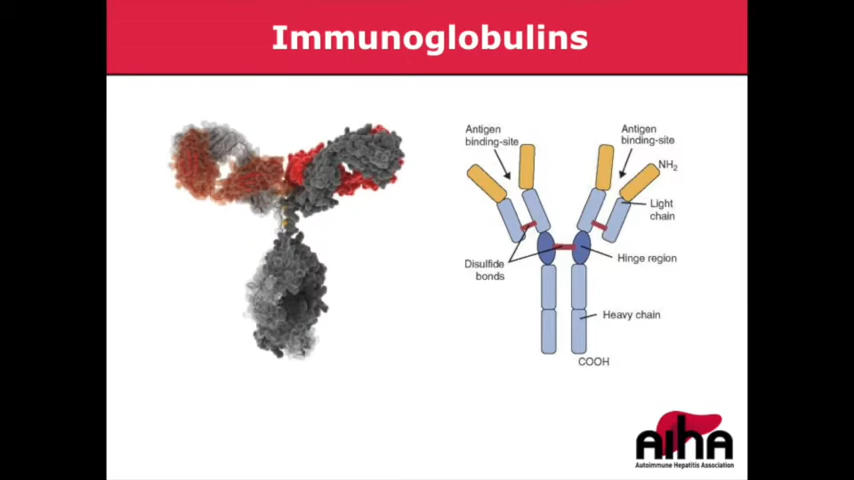 Immunoglobulins
Antigen
binding-site
Antigen
binding-site
NH2
Light
chain
Disulfide
bonds
Hinge region
Heavy chain
COOH
AIHA
Autoimmune Hepatitis Association